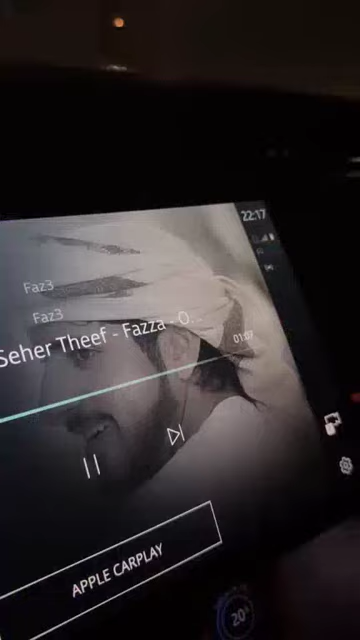 22:17
Faz3
Faz3
Seher Theef - Fazza - O...
01:07
APPLE CARPLAY
20°